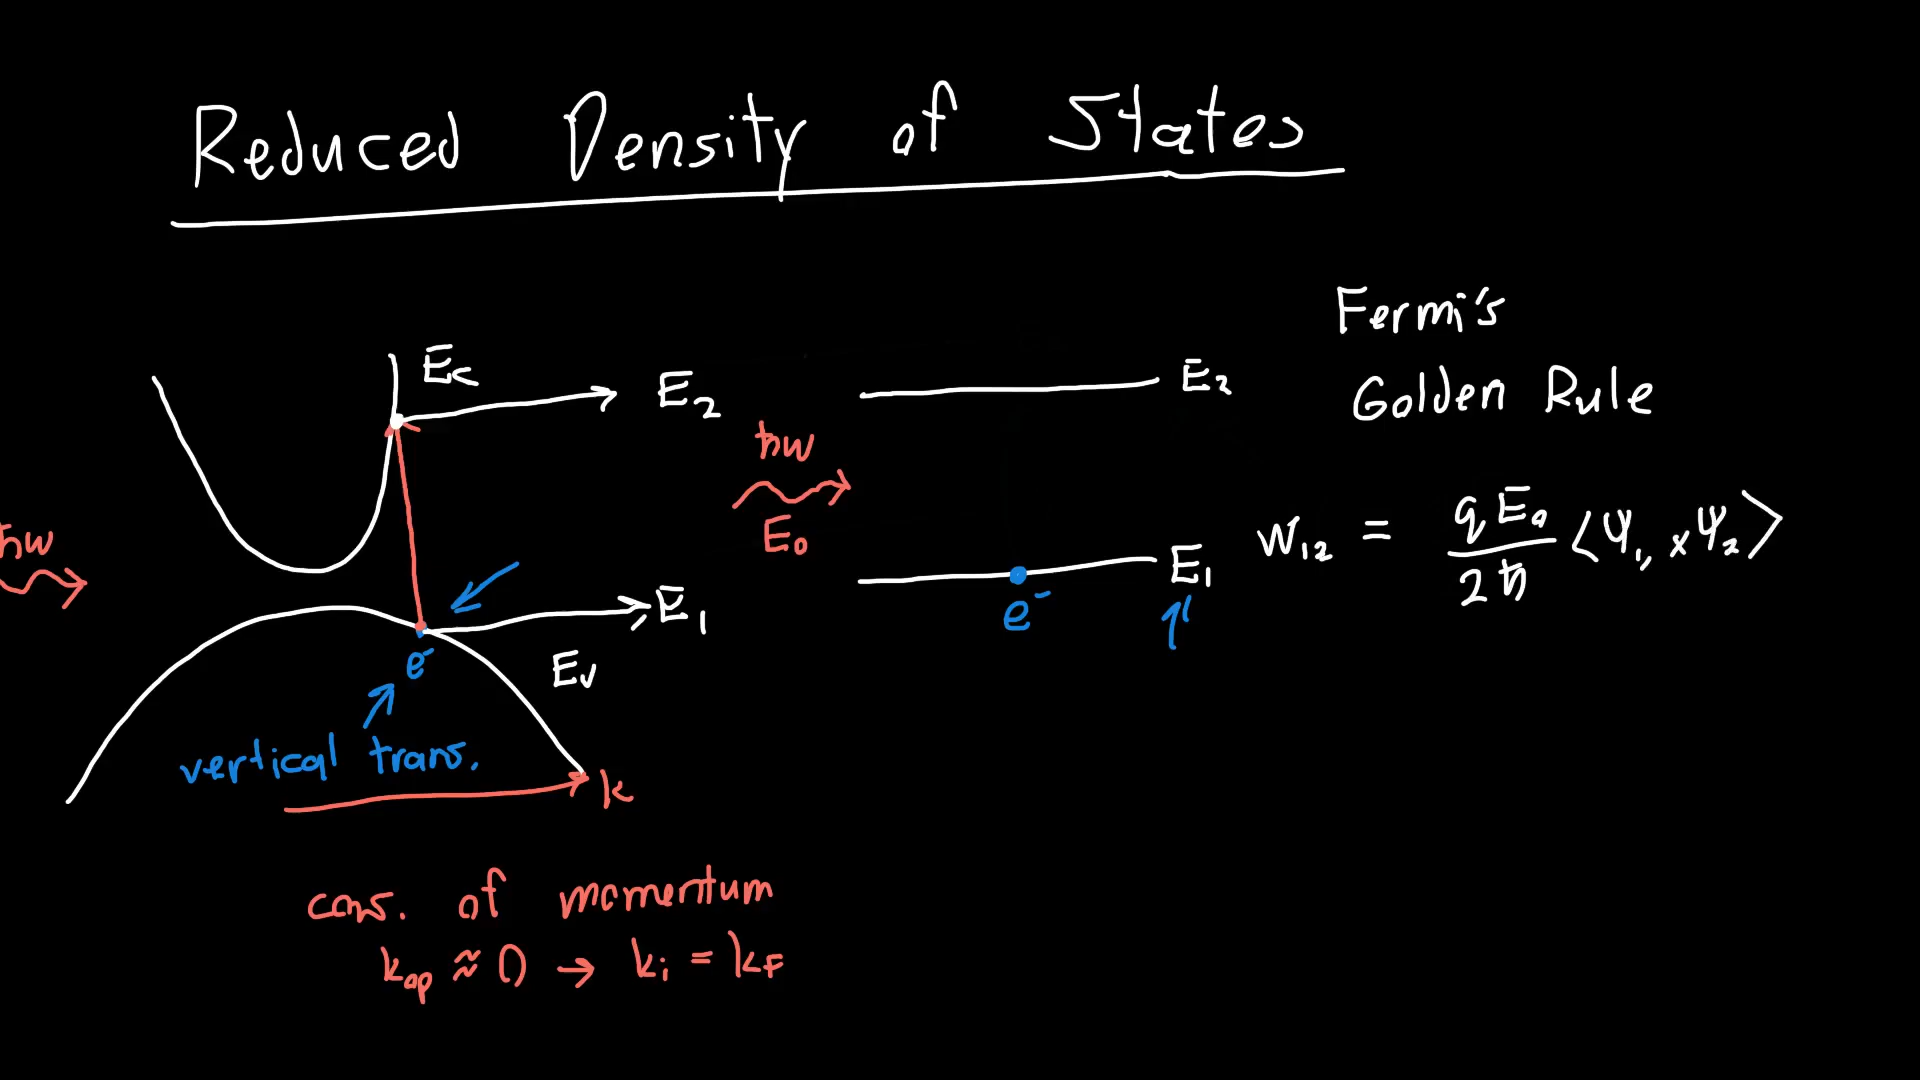 Reduced Density of States
Fermi's
Golden Rule
Ec
E₂
E₂
ħw
E₀
ħw
W₁₂ = qE₀/2ħ ⟨Ψ₁, xΨ₂⟩
E₁
E₁
e⁻
e⁻
Ev
vertical trans.
k
cons. of momentum
kop ≈ 0 → ki = kF